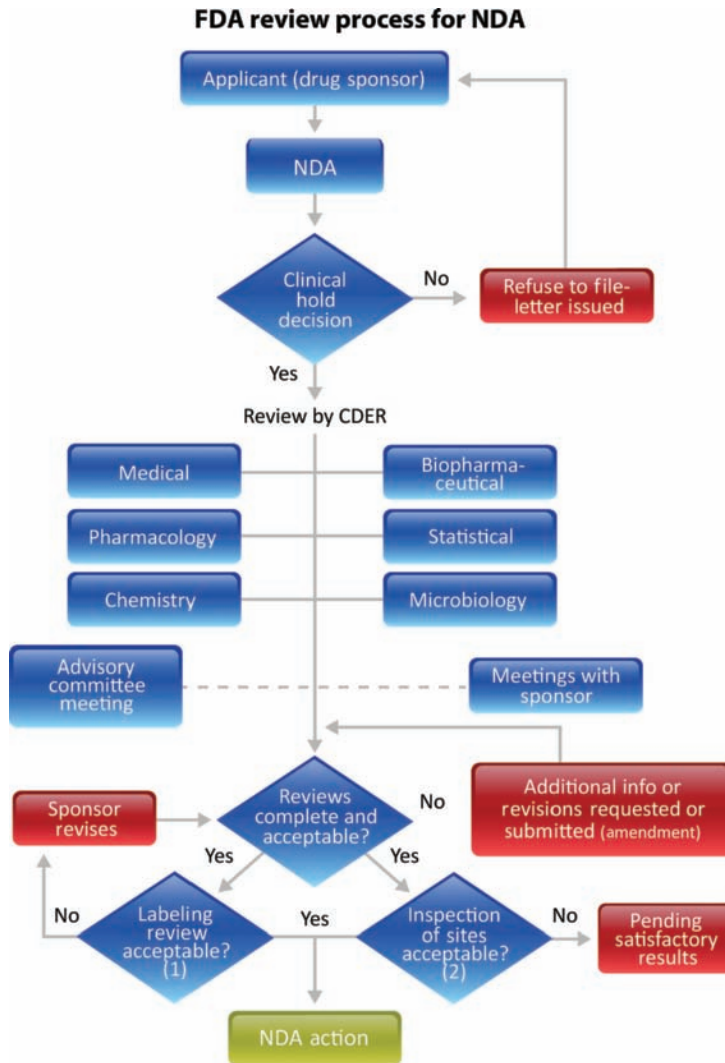 FDA review process for NDA
Applicant (drug sponsor)
NDA
Clinical
hold
decision
No
Refuse to file-
letter issued
Yes
Review by CDER
Medical
Biopharma-
ceutical
Pharmacology
Statistical
Chemistry
Microbiology
Advisory
committee
meeting
Meetings with
sponsor
Sponsor
revises
Reviews
complete and
acceptable?
No
Additional info or
revisions requested or
submitted (amendment)
Yes
Yes
No
Labeling
review
acceptable?
(1)
Yes
Inspection
of sites
acceptable?
(2)
No
Pending
satisfactory
results
NDA action